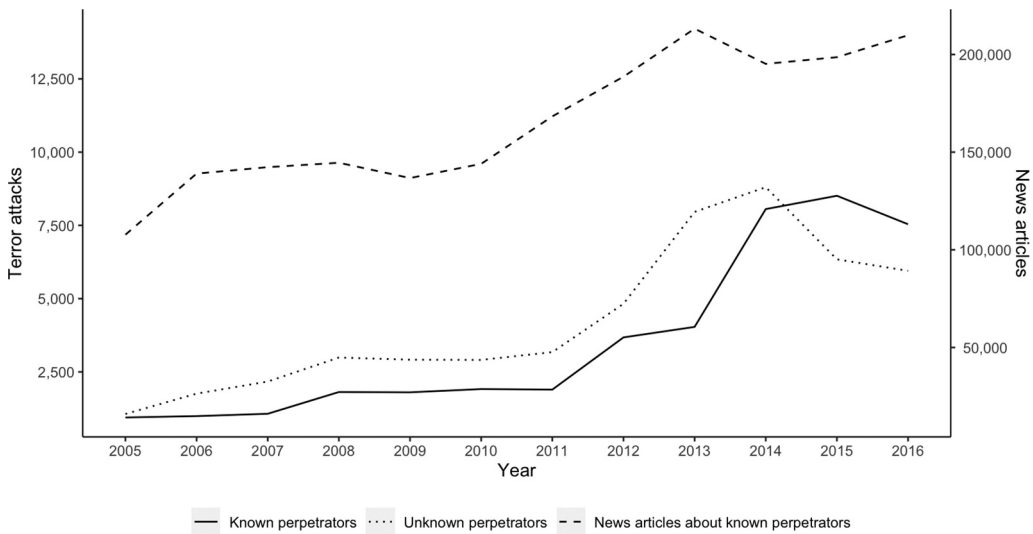 12,500
10,000
7,500
5,000
2,500
Terror attacks
200,000
150,000
100,000
50,000
News articles
2005 2006 2007 2008 2009 2010 2011 2012 2013 2014 2015 2016
Year
Known perpetrators Unknown perpetrators News articles about known perpetrators